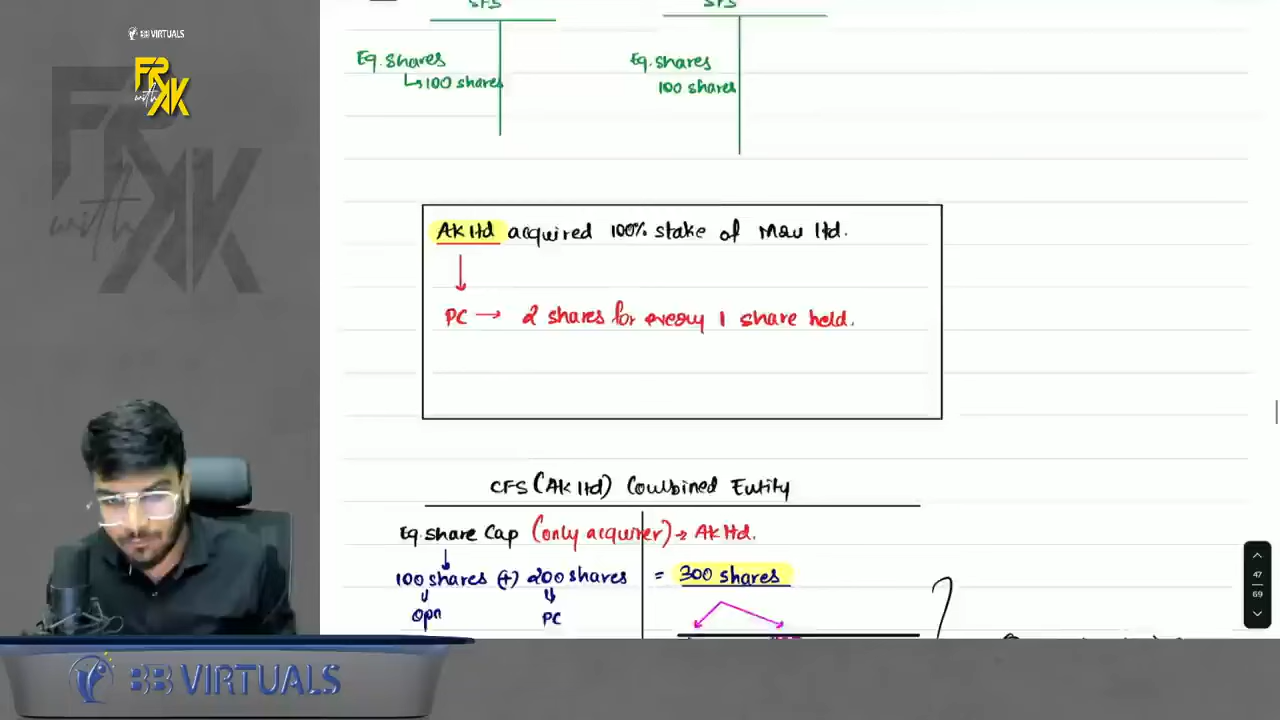 BB VIRTUALS
FR
with
AK
SFS
SFS
Eq. shares
↳100 shares
Eq. shares
100 shares
AK ltd acquired 100% stake of Mau ltd.
PC → 2 shares for every 1 share held.
CFS (AK ltd) Combined Entity
Eq. share Cap (only acquirer) → AK ltd.
100 shares (+) 200 shares = 300 shares
Opn
PC
47
69
BB VIRTUALS